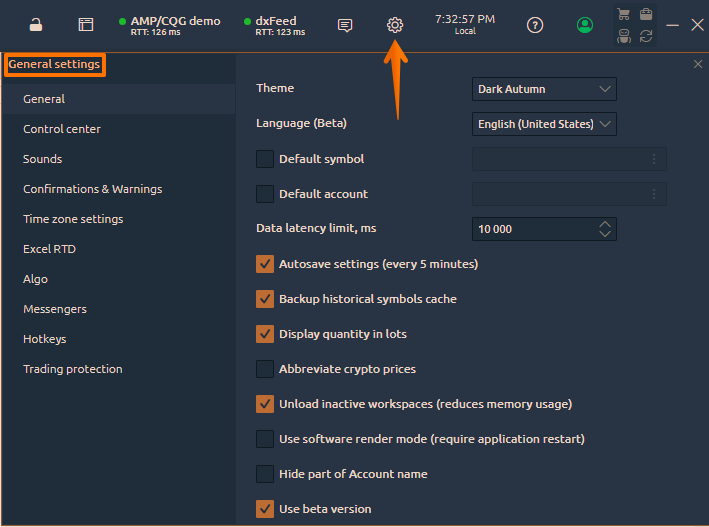 AMP/CQG demo
RTT: 126 ms
dxFeed
RTT: 123 ms
7:32:57 PM
Local
General settings
General
Control center
Sounds
Confirmations & Warnings
Time zone settings
Excel RTD
Algo
Messengers
Hotkeys
Trading protection
Theme
Dark Autumn
Language (Beta)
English (United States)
Default symbol
Default account
Data latency limit, ms
10 000
Autosave settings (every 5 minutes)
Backup historical symbols cache
Display quantity in lots
Abbreviate crypto prices
Unload inactive workspaces (reduces memory usage)
Use software render mode (require application restart)
Hide part of Account name
Use beta version